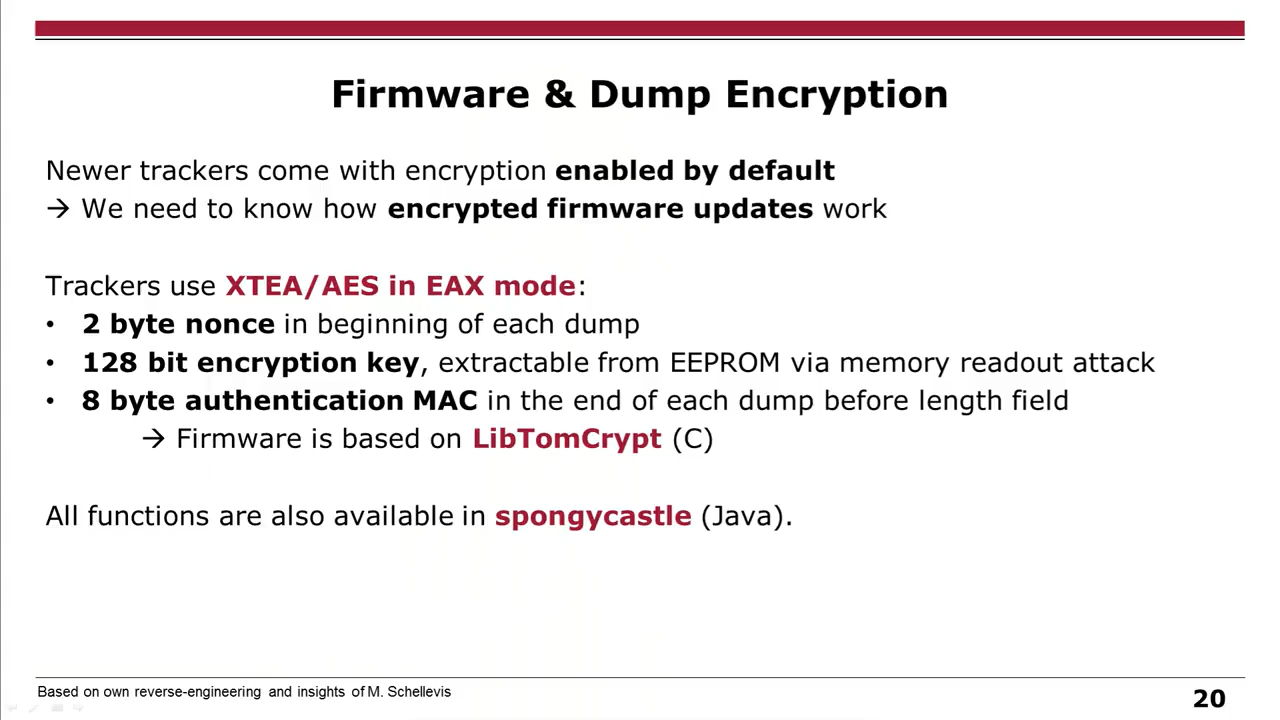 Firmware & Dump Encryption
Newer trackers come with encryption enabled by default
→ We need to know how encrypted firmware updates work
Trackers use XTEA/AES in EAX mode:
• 2 byte nonce in beginning of each dump
• 128 bit encryption key, extractable from EEPROM via memory readout attack
• 8 byte authentication MAC in the end of each dump before length field
→ Firmware is based on LibTomCrypt (C)
All functions are also available in spongycastle (Java).
Based on own reverse-engineering and insights of M. Schellevis
20